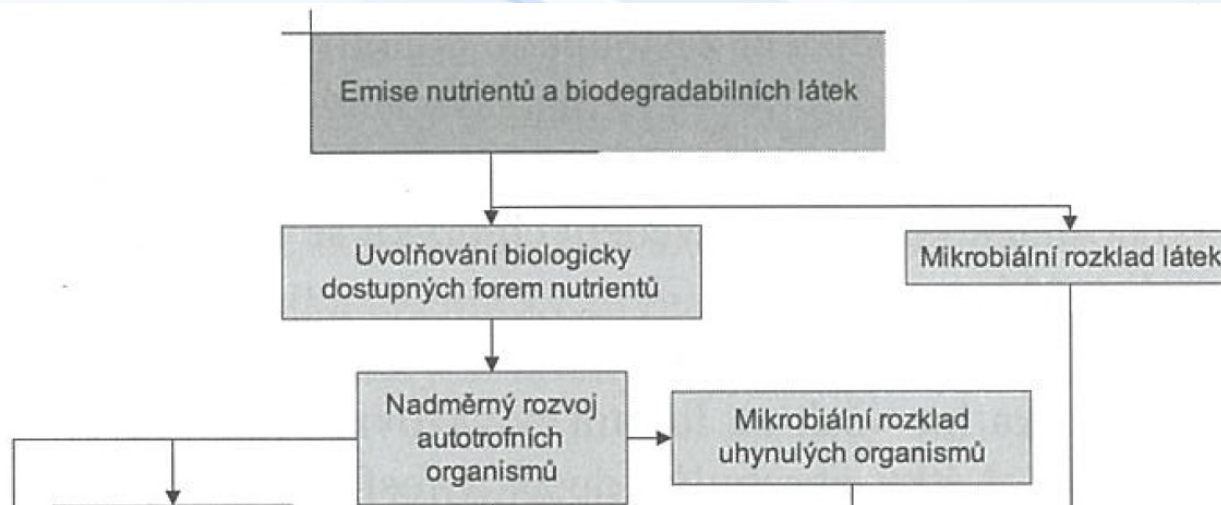 Emise nutrientů a biodegradabilních látek
Uvolňování biologicky
dostupných forem nutrientů
Mikrobiální rozklad látek
Nadměrný rozvoj
autotrofních
organismů
Mikrobiální rozklad
uhynulých organismů